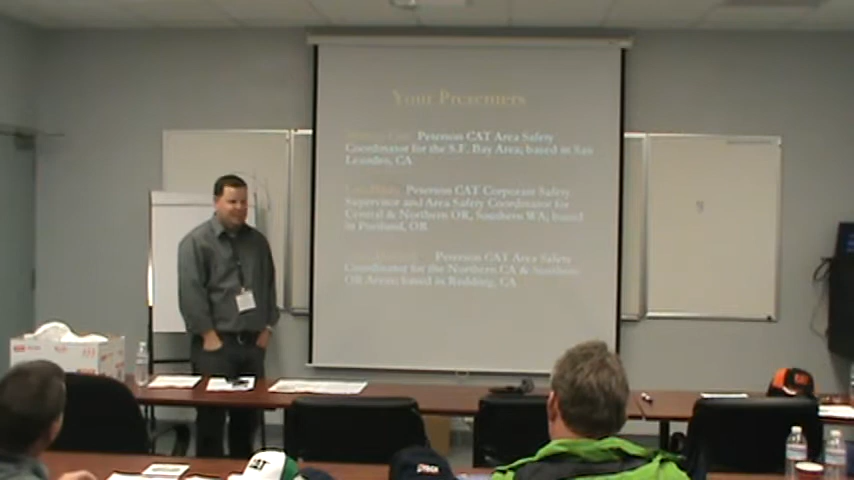 Your Presenters
Peterson CAT Area Safety
Coordinator for the S.F. Bay Area; based in San
Leandro, CA
Peterson CAT Corporate Safety
Supervisor and Area Safety Coordinator for
Central & Northern OR, Southern WA; based
in Portland, OR
Peterson CAT Area Safety
Coordinator for the Northern CA & Southern
OR Areas; based in Redding, CA
CAT